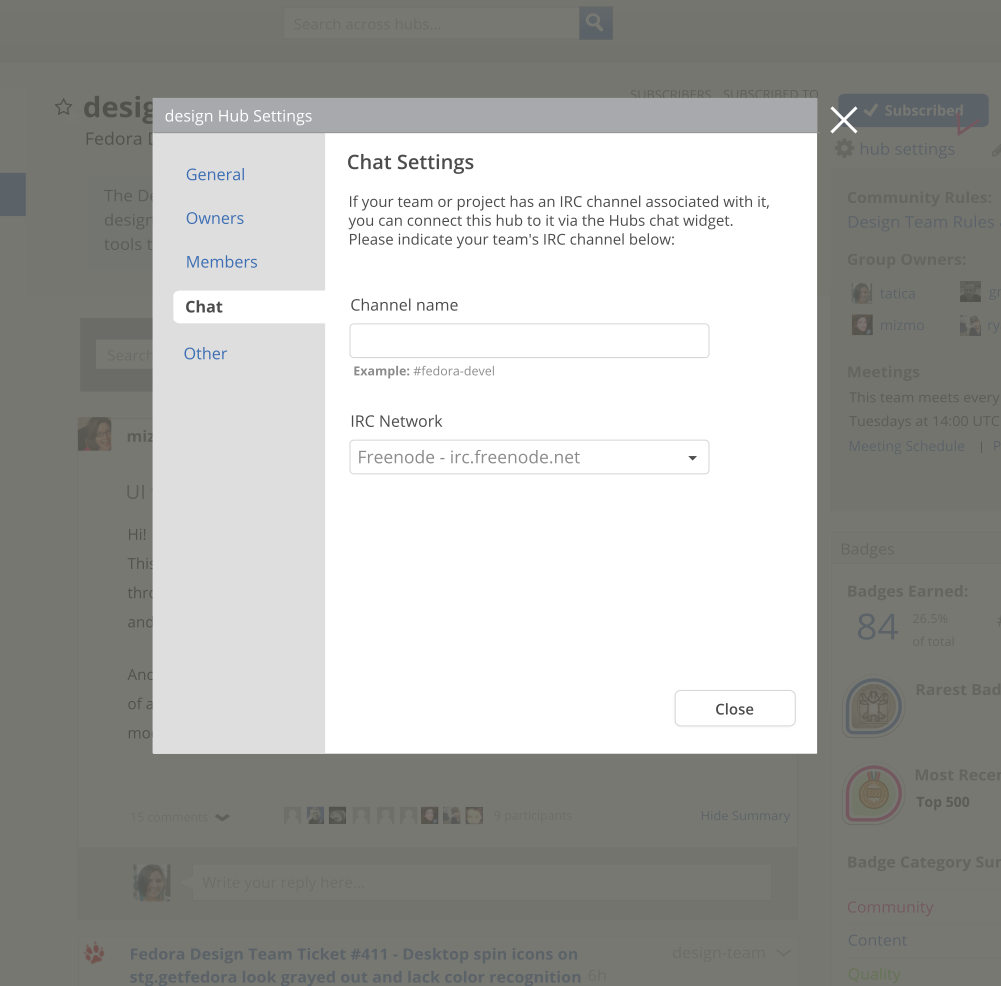 Search across hubs...
SUBSCRIBERS SUBSCRIBED TO
desig
Fedora D
Subscribed
hub settings
design Hub Settings
General
Owners
Members
Chat
Other
Chat Settings
If your team or project has an IRC channel associated with it,
you can connect this hub to it via the Hubs chat widget.
Please indicate your team's IRC channel below:
Channel name
Example: #fedora-devel
IRC Network
Freenode - irc.freenode.net
Close
The De
design
tools t
Search
miz
UI
Hi!
This
thro
and
And
of a
mo
15 comments
9 participants
Hide Summary
Write your reply here...
Fedora Design Team Ticket #411 - Desktop spin icons on
stg.getfedora look grayed out and lack color recognition 6h
design-team
Community Rules:
Design Team Rules
Group Owners:
tatica
ge
mizmo
ry
Meetings
This team meets every
Tuesdays at 14:00 UTC
Meeting Schedule | P
Badges
Badges Earned:
84
26.5%
of total
Rarest Bad
Most Recen
Top 500
Badge Category Sur
Community
Content
Quality